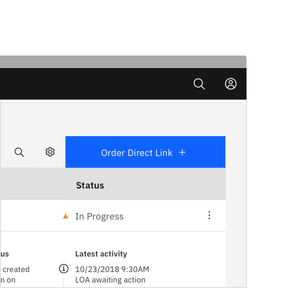 Order Direct Link +
Status
In Progress
us
Latest activity
created
10/23/2018 9:30AM
n on
LOA awaiting action